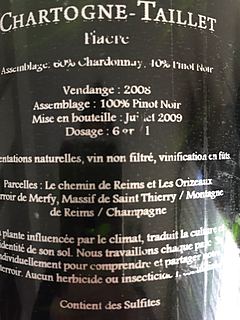 CHARTOGNE-TAILLET
Fiacre
Assemblage: 60% Chardonnay, 40% Pinot Noir
Vendange : 2008
Assemblage : 100% Pinot Noir
Mise en bouteille : Juillet 2009
Dosage : 6
entations naturelles, vin non filtré, vinification en fûts
Parcelles : Le chemin de Reims et Les Orizeaux
erroir de Merfy, Massif de Saint Thierry / Montagne
de Reims / Champagne
a plante influencée par le climat, traduit la culture
identité de son sol. Nous travaillons chaque
individuellement pour comprendre et partager
terroir. Aucun herbicide ou insecticide
Contient des Sulfites